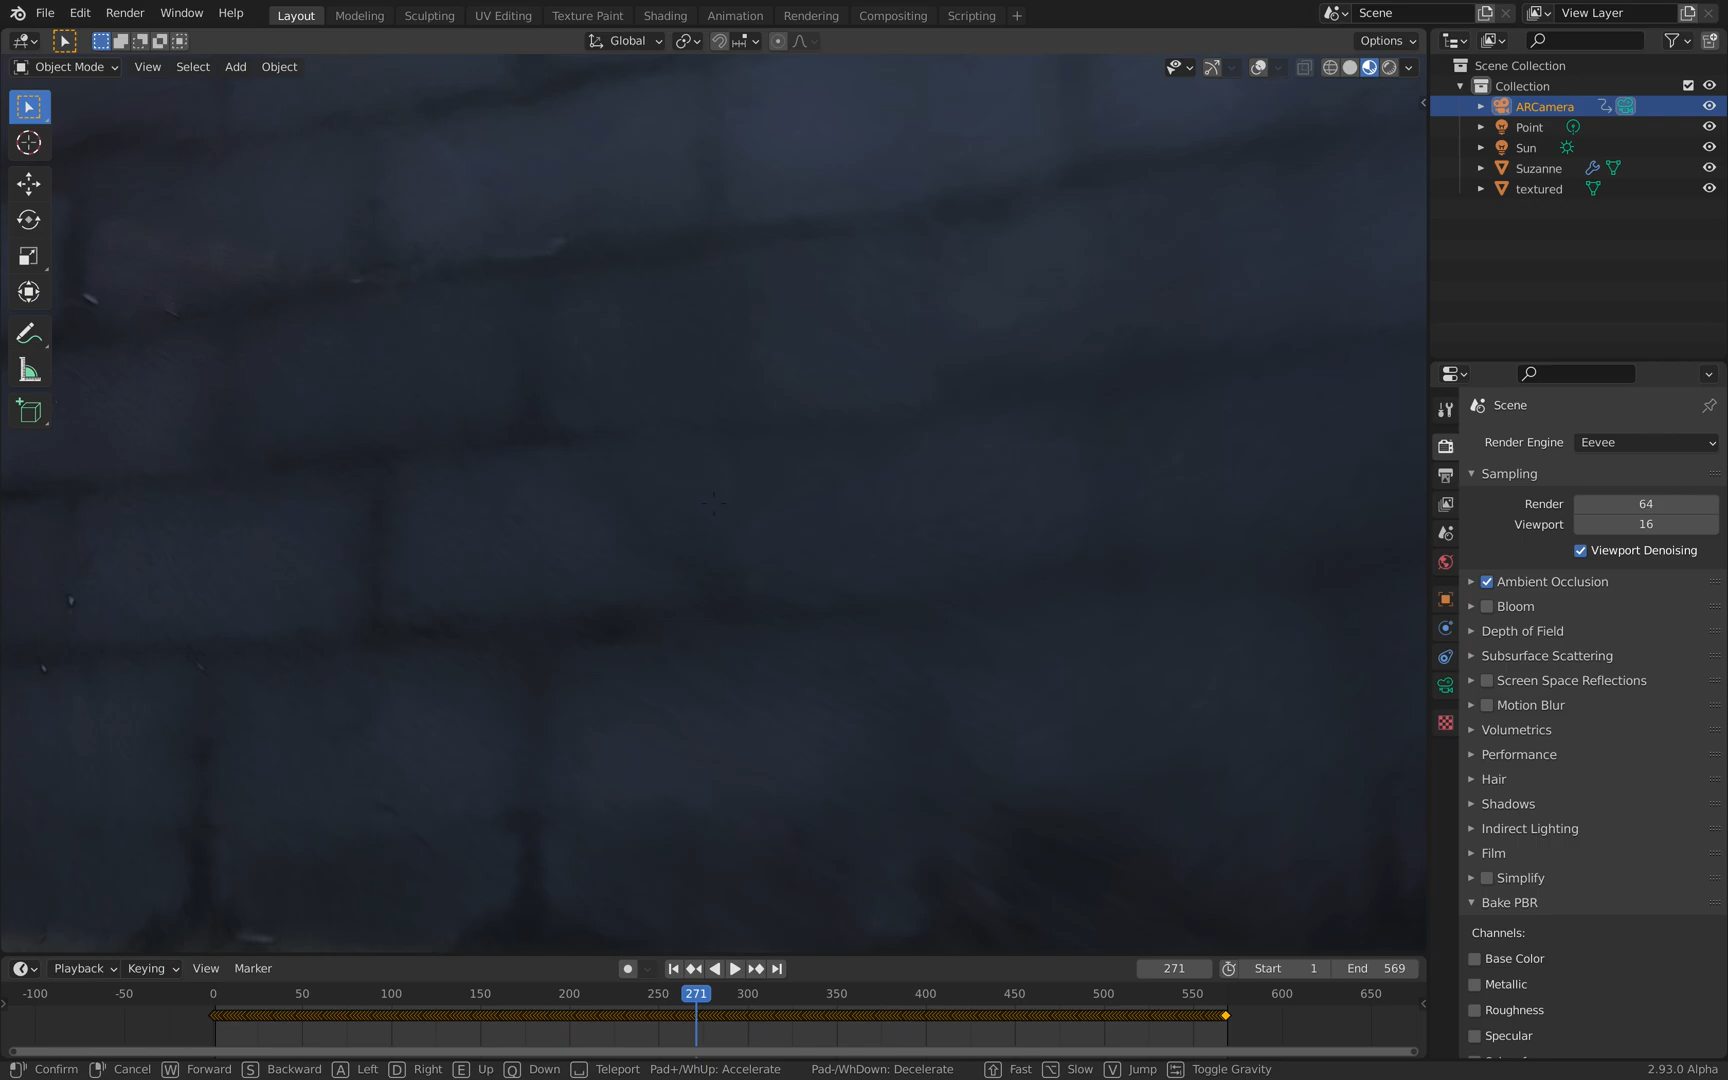 File Edit Render Window Help Layout Modeling Sculpting UV Editing Texture Paint Shading Animation Rendering Compositing Scripting + Scene View Layer
Global Options
Object Mode View Select Add Object
Scene Collection
Collection
ARCamera
Point
Sun
Suzanne
textured
Scene
Render Engine Eevee
Sampling
Render 64
Viewport 16
Viewport Denoising
Ambient Occlusion
Bloom
Depth of Field
Subsurface Scattering
Screen Space Reflections
Motion Blur
Volumetrics
Performance
Hair
Shadows
Indirect Lighting
Film
Simplify
Bake PBR
Channels:
Base Color
Metallic
Roughness
Specular
Playback Keying View Marker 271 Start 1 End 569
-100 -50 0 50 100 150 200 250 271 300 350 400 450 500 550 600 650
Confirm Cancel W Forward S Backward A Left D Right E Up Q Down Teleport Pad+/WhUp: Accelerate Pad-/WhDown: Decelerate Fast Slow V Jump Toggle Gravity 2.93.0 Alpha